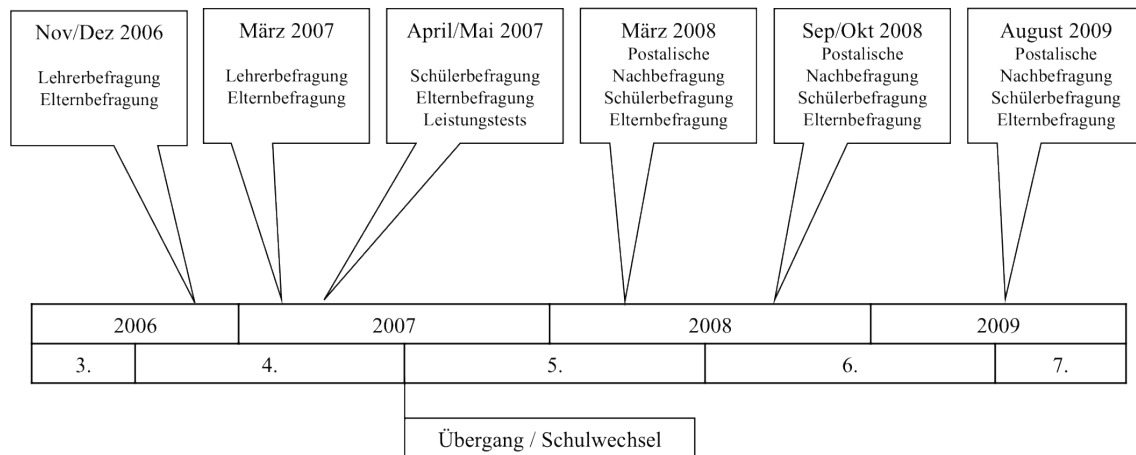 Nov/Dez 2006
Lehrerbefragung
Elternbefragung
März 2007
Lehrerbefragung
Elternbefragung
April/Mai 2007
Schülerbefragung
Elternbefragung
Leistungstests
März 2008
Postalische
Nachbefragung
Schülerbefragung
Elternbefragung
Sep/Okt 2008
Postalische
Nachbefragung
Schülerbefragung
Elternbefragung
August 2009
Postalische
Nachbefragung
Schülerbefragung
Elternbefragung
2006 2007 2008 2009
3. 4. 5. 6. 7.
Übergang / Schulwechsel